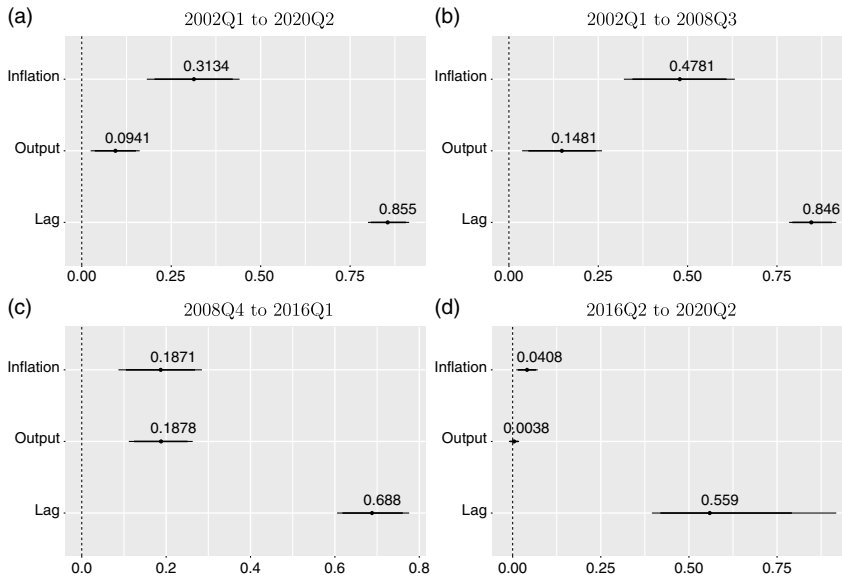 (a) 2002Q1 to 2020Q2
Inflation 0.3134
Output 0.0941
Lag 0.855
0.00 0.25 0.50 0.75
(b) 2002Q1 to 2008Q3
Inflation 0.4781
Output 0.1481
Lag 0.846
0.00 0.25 0.50 0.75
(c) 2008Q4 to 2016Q1
Inflation 0.1871
Output 0.1878
Lag 0.688
0.0 0.2 0.4 0.6 0.8
(d) 2016Q2 to 2020Q2
Inflation 0.0408
Output 0.0038
Lag 0.559
0.00 0.25 0.50 0.75